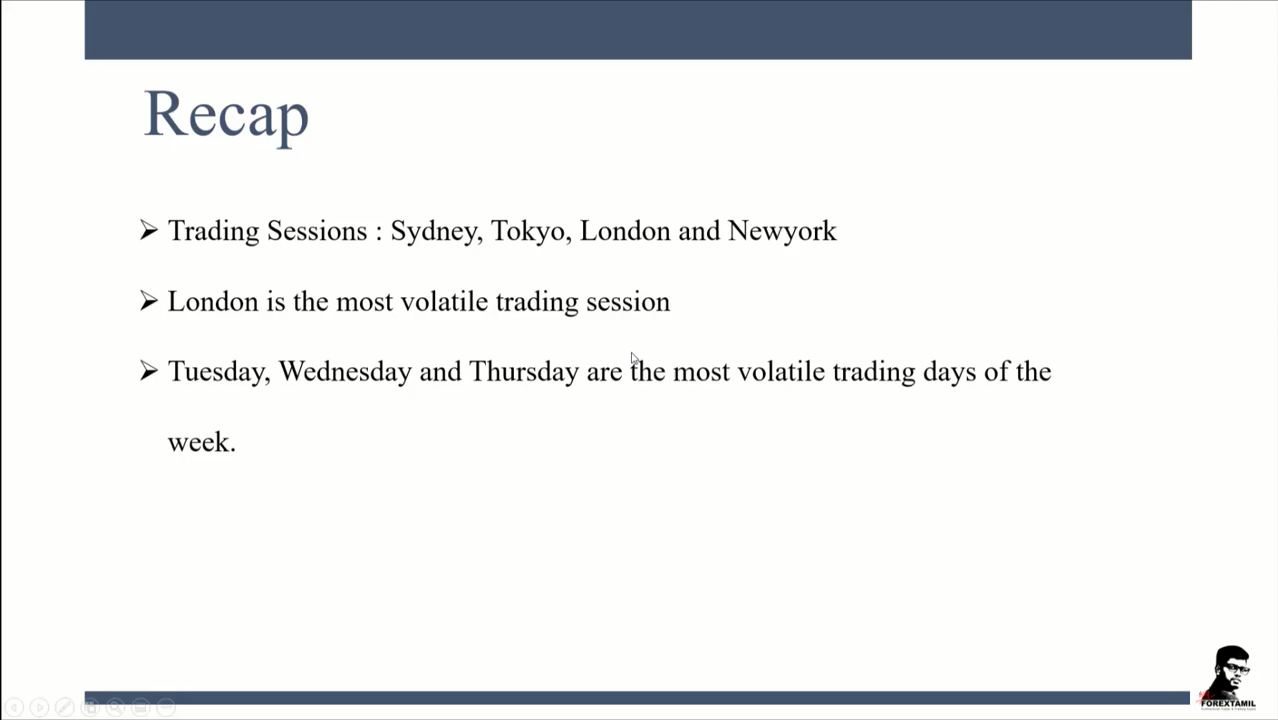 Recap
➢ Trading Sessions : Sydney, Tokyo, London and Newyork
➢ London is the most volatile trading session
➢ Tuesday, Wednesday and Thursday are the most volatile trading days of the
week.
FOREXTAMIL